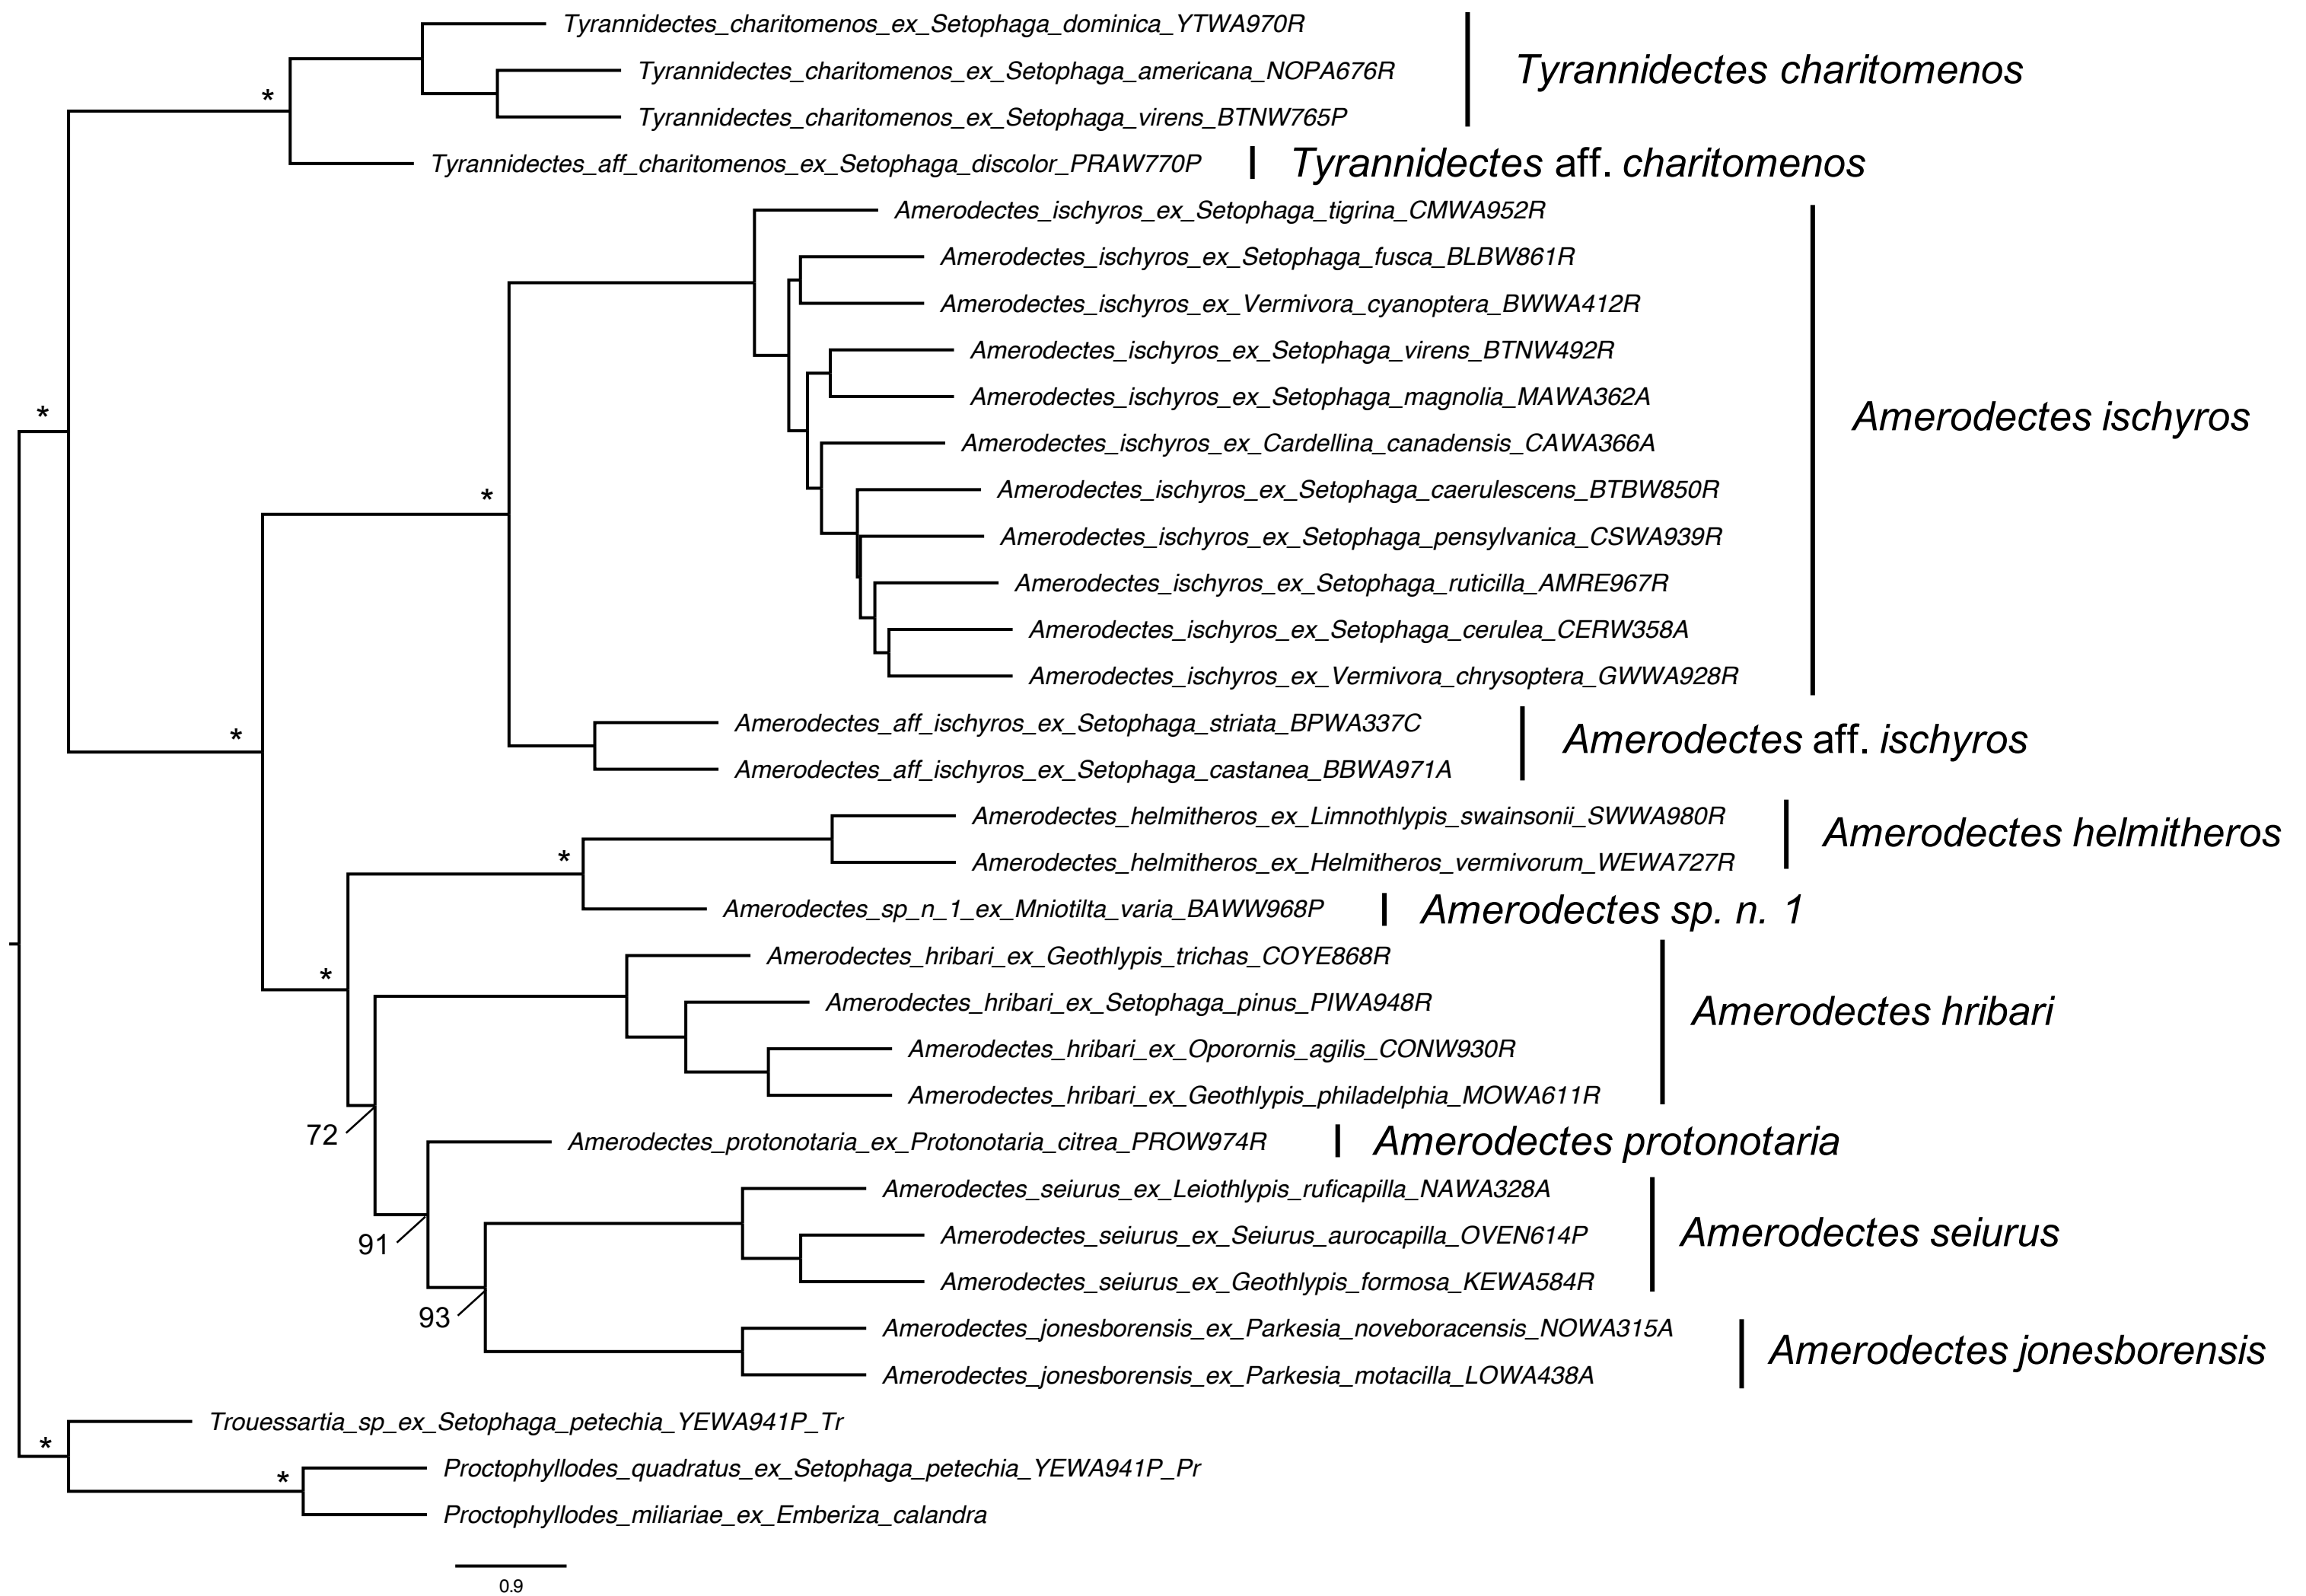 Tyrannidectes_charitomenos_ex_Setophaga_dominica_YTWA970R
Tyrannidectes_charitomenos_ex_Setophaga_americana_NOPA676R
Tyrannidectes charitomenos
*
Tyrannidectes_charitomenos_ex_Setophaga_virens_BTNW765P
Tyrannidectes_aff_charitomenos_ex_Setophaga_discolor_PRAW770P
Tyrannidectes aff. charitomenos
Amerodectes_ischyros_ex_Setophaga_tigrina_CMWA952R
Amerodectes_ischyros_ex_Setophaga_fusca_BLBW861R
Amerodectes_ischyros_ex_Vermivora_cyanoptera_BWWA412R
Amerodectes_ischyros_ex_Setophaga_virens_BTNW492R
Amerodectes_ischyros_ex_Setophaga_magnolia_MAWA362A
*
Amerodectes ischyros
Amerodectes_ischyros_ex_Cardellina_canadensis_CAWA366A
*
Amerodectes_ischyros_ex_Setophaga_caerulescens_BTBW850R
Amerodectes_ischyros_ex_Setophaga_pensylvanica_CSWA939R
Amerodectes_ischyros_ex_Setophaga_ruticilla_AMRE967R
Amerodectes_ischyros_ex_Setophaga_cerulea_CERW358A
Amerodectes_ischyros_ex_Vermivora_chrysoptera_GWWA928R
Amerodectes_aff_ischyros_ex_Setophaga_striata_BPWA337C
*
Amerodectes aff. ischyros
Amerodectes_aff_ischyros_ex_Setophaga_castanea_BBWA971A
Amerodectes_helmitheros_ex_Limnothlypis_swainsonii_SWWA980R
Amerodectes helmitheros
*
Amerodectes_helmitheros_ex_Helmitheros_vermivorum_WEWA727R
Amerodectes_sp_n_1_ex_Mniotilta_varia_BAWW968P
Amerodectes sp. n. 1
Amerodectes_hribari_ex_Geothlypis_trichas_COYE868R
*
Amerodectes_hribari_ex_Setophaga_pinus_PIWA948R
Amerodectes hribari
Amerodectes_hribari_ex_Oporornis_agilis_CONW930R
Amerodectes_hribari_ex_Geothlypis_philadelphia_MOWA611R
72
Amerodectes_protonotaria_ex_Protonotaria_citrea_PROW974R
Amerodectes protonotaria
Amerodectes_seiurus_ex_Leiothlypis_ruficapilla_NAWA328A
Amerodectes_seiurus_ex_Seiurus_aurocapilla_OVEN614P
Amerodectes seiurus
91
Amerodectes_seiurus_ex_Geothlypis_formosa_KEWA584R
93
Amerodectes_jonesborensis_ex_Parkesia_noveboracensis_NOWA315A
Amerodectes jonesborensis
Amerodectes_jonesborensis_ex_Parkesia_motacilla_LOWA438A
Trouessartia_sp_ex_Setophaga_petechia_YEWA941P_Tr
*
Proctophyllodes_quadratus_ex_Setophaga_petechia_YEWA941P_Pr
*
Proctophyllodes_miliariae_ex_Emberiza_calandra
0.9